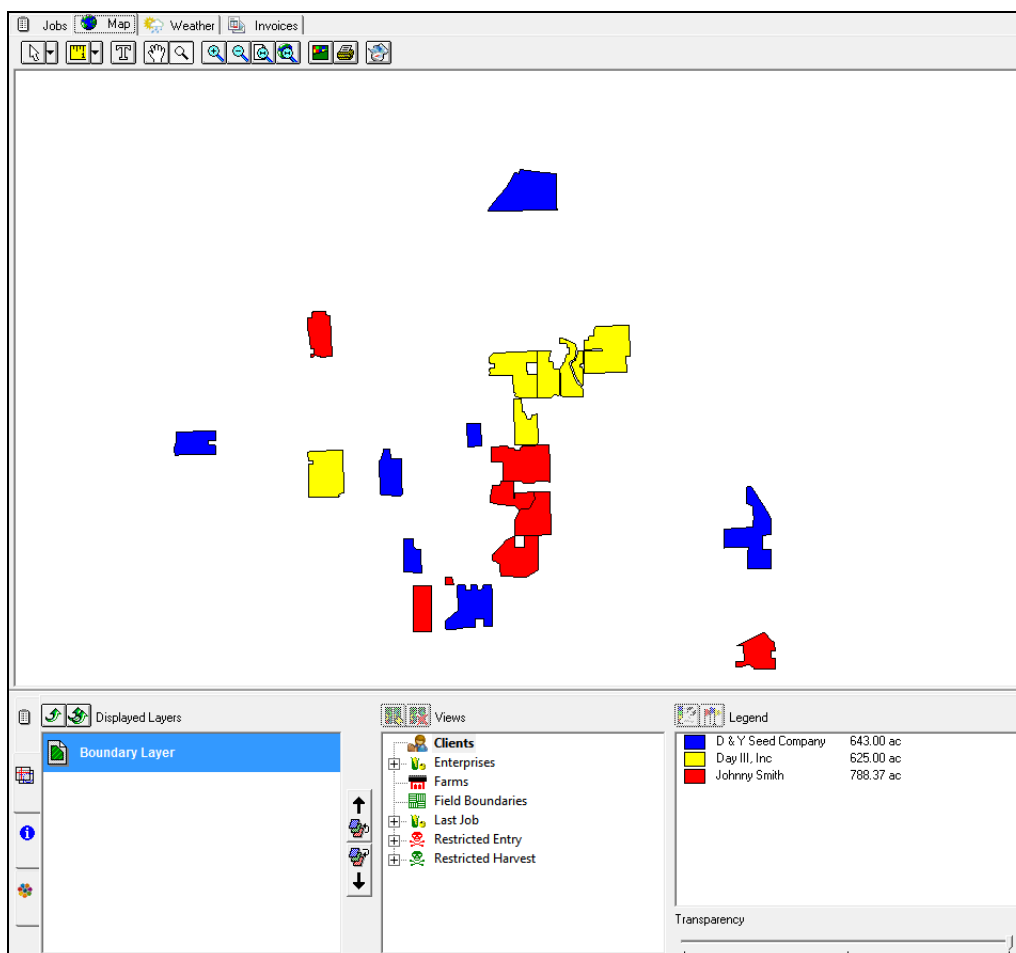 Jobs Map Weather Invoices
T
Displayed Layers
Boundary Layer
Views
Clients
Enterprises
Farms
Field Boundaries
Last Job
Restricted Entry
Restricted Harvest
Legend
D & Y Seed Company 643.00 ac
Day III, Inc 625.00 ac
Johnny Smith 788.37 ac
Transparency